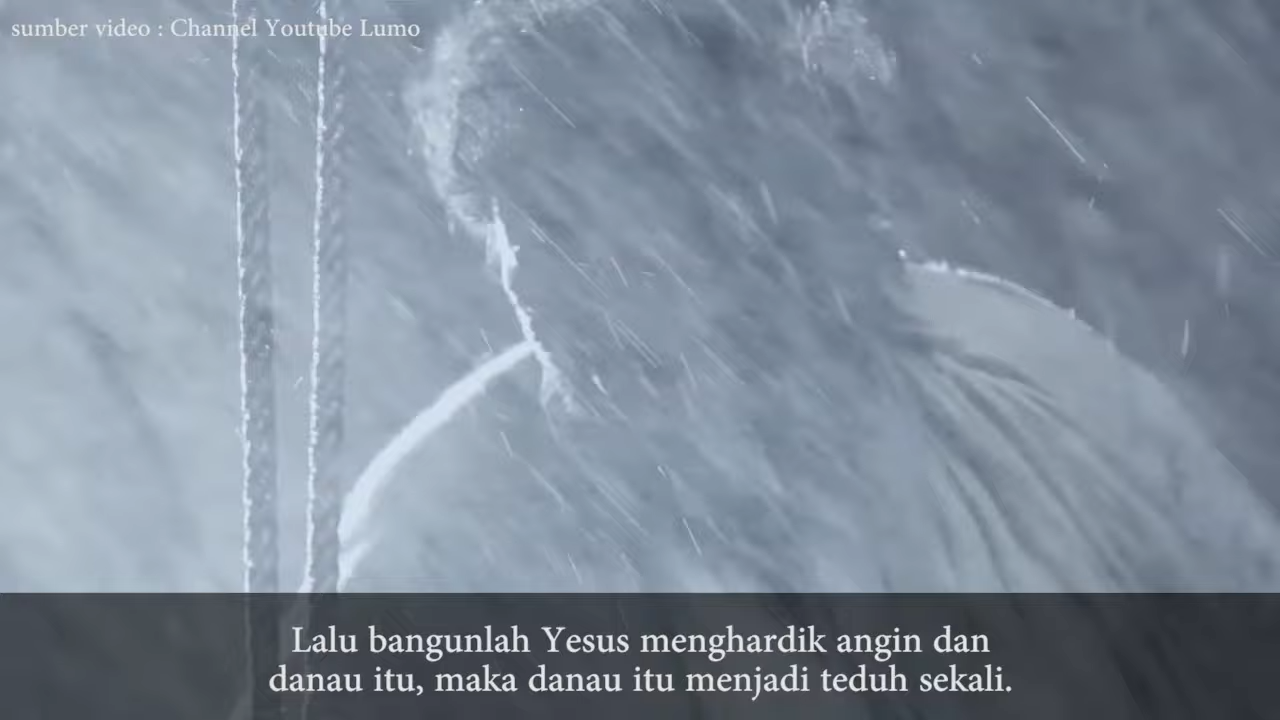 sumber video : Channel Youtube Lumo
Lalu bangunlah Yesus menghardik angin dan
danau itu, maka danau itu menjadi teduh sekali.